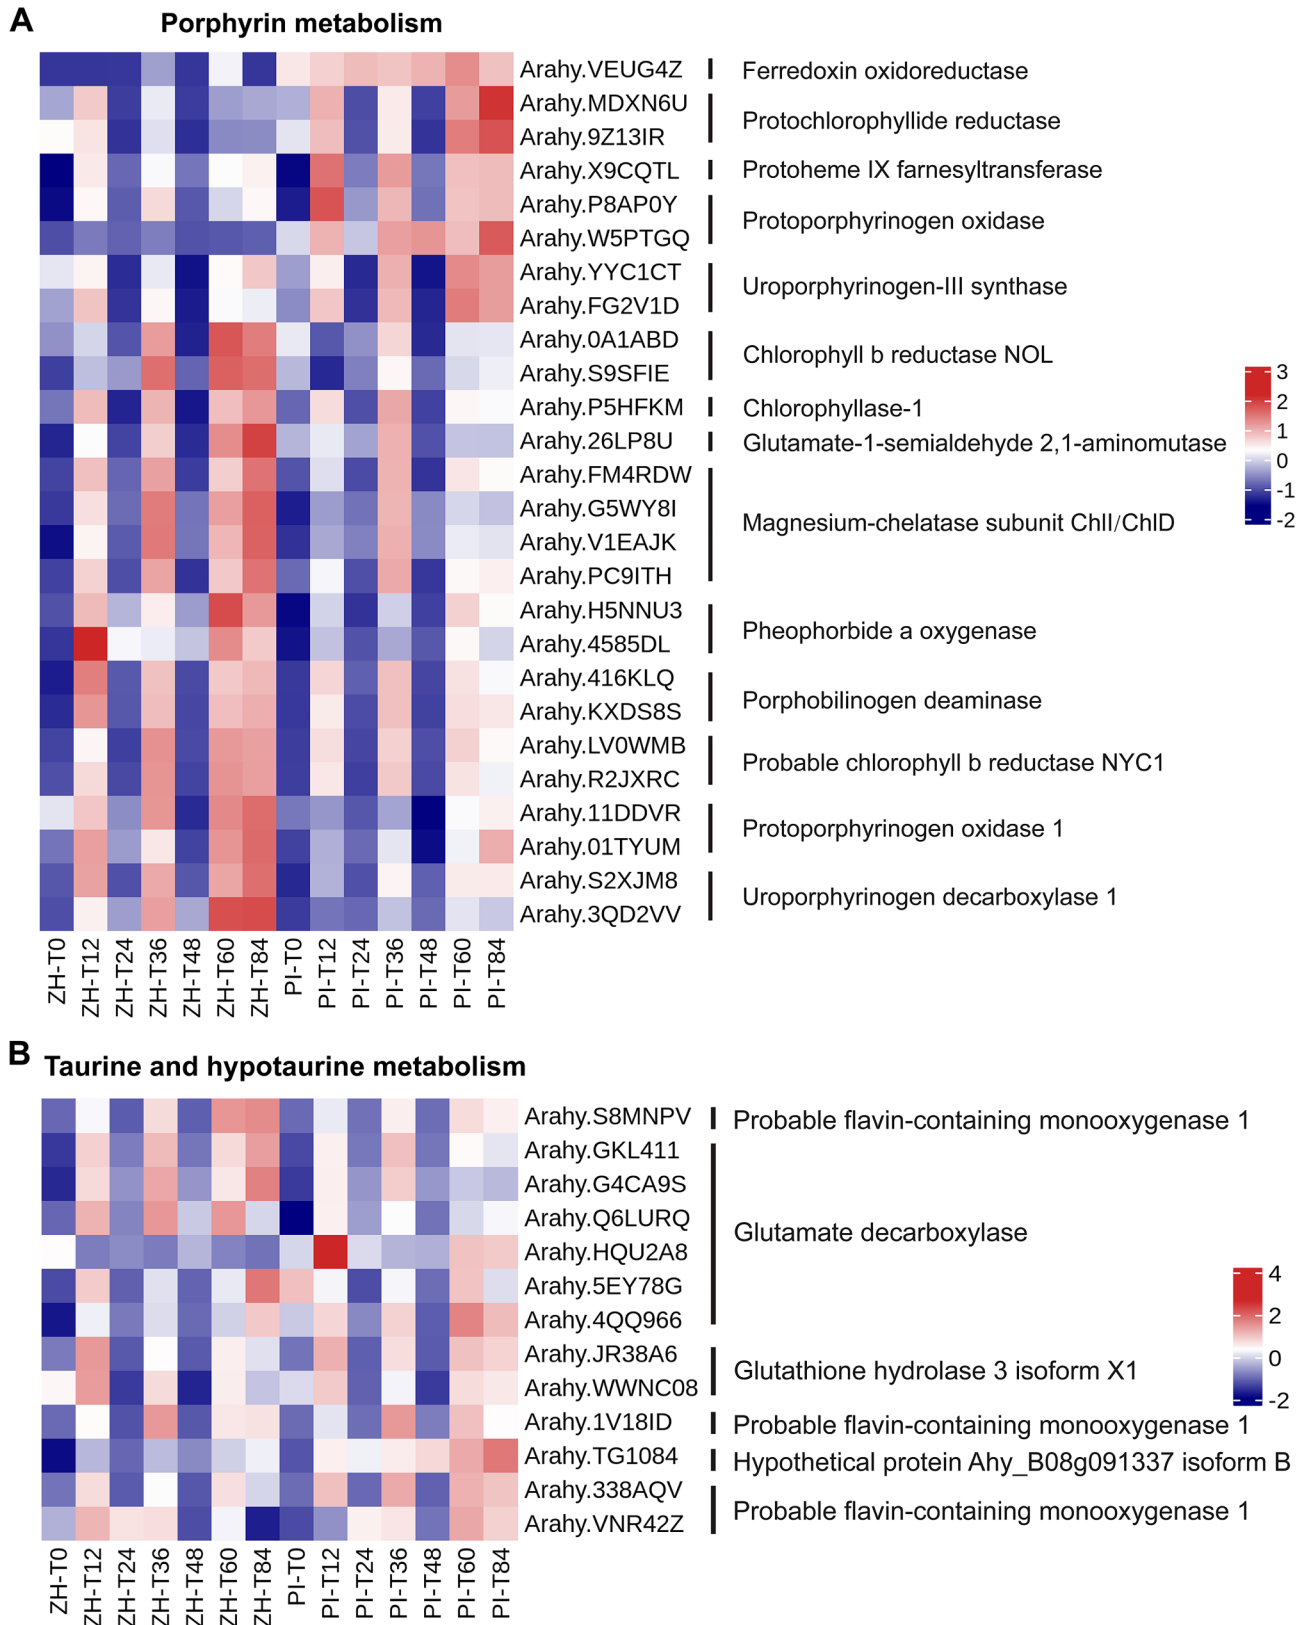 A
Porphyrin metabolism
Arahy.VEUG4Z Ferredoxin oxidoreductase
Arahy.MDXN6U
Protochlorophyllide reductase
Arahy.9Z13IR
Arahy.X9CQTL Protoheme IX farnesyltransferase
Arahy.P8AP0Y
Protoporphyrinogen oxidase
Arahy.W5PTGQ
Arahy.YYC1CT
Uroporphyrinogen-III synthase
Arahy.FG2V1D
Arahy.0A1ABD
Chlorophyll b reductase NOL
Arahy.S9SFIE
Arahy.P5HFKM Chlorophyllase-1
Arahy.26LP8U Glutamate-1-semialdehyde 2,1-aminomutase
Arahy.FM4RDW
Arahy.G5WY8I
Magnesium-chelatase subunit ChlI/ChlD
Arahy.V1EAJK
Arahy.PC9ITH
Arahy.H5NNU3
Pheophorbide a oxygenase
Arahy.4585DL
Arahy.416KLQ
Porphobilinogen deaminase
Arahy.KXDS8S
Arahy.LV0WMB
Probable chlorophyll b reductase NYC1
Arahy.R2JXRC
Arahy.11DDVR
Protoporphyrinogen oxidase 1
Arahy.01TYUM
Arahy.S2XJM8
Uroporphyrinogen decarboxylase 1
Arahy.3QD2VV
3
2
1
0
-1
-2
ZH-T0 ZH-T12 ZH-T24 ZH-T36 ZH-T48 ZH-T60 ZH-T84 PI-T0 PI-T12 PI-T24 PI-T36 PI-T48 PI-T60 PI-T84
B
Taurine and hypotaurine metabolism
Arahy.S8MNPV Probable flavin-containing monooxygenase 1
Arahy.GKL411
Arahy.G4CA9S
Arahy.Q6LURQ
Glutamate decarboxylase
Arahy.HQU2A8
Arahy.5EY78G
Arahy.4QQ966
Arahy.JR38A6
Glutathione hydrolase 3 isoform X1
Arahy.WWNC08
Arahy.1V18ID Probable flavin-containing monooxygenase 1
Arahy.TG1084 Hypothetical protein Ahy_B08g091337 isoform B
Arahy.338AQV
Probable flavin-containing monooxygenase 1
Arahy.VNR42Z
4
2
0
-2
ZH-T0 ZH-T12 ZH-T24 ZH-T36 ZH-T48 ZH-T60 ZH-T84 PI-T0 PI-T12 PI-T24 PI-T36 PI-T48 PI-T60 PI-T84